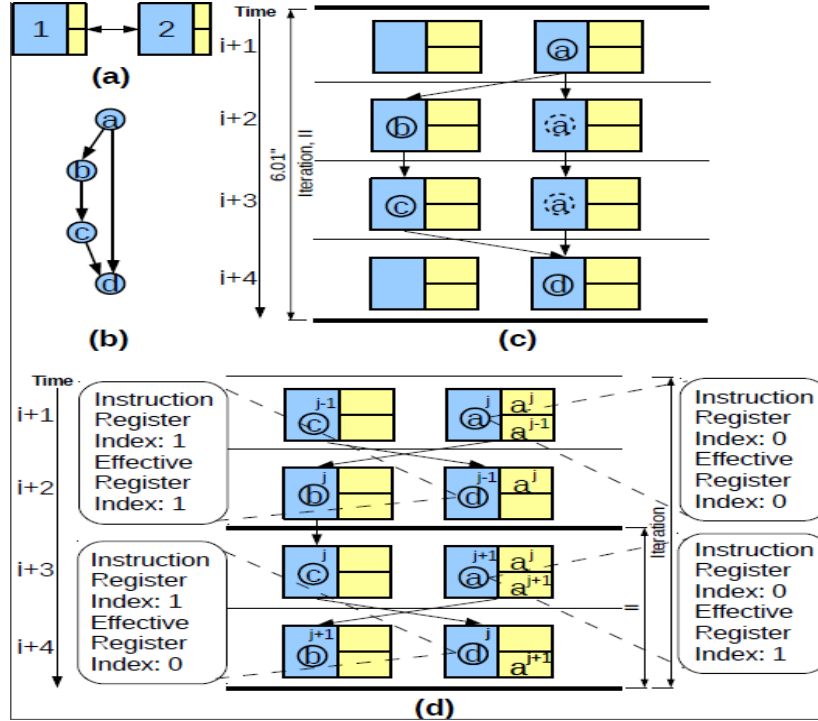 1
2
(a)
a
b
c
d
(b)
Time
i+1
i+2
i+3
i+4
6.01"
Iteration, II
a
b
a
c
a
d
(c)
Time
i+1
i+2
i+3
i+4
Instruction
Register
Index: 1
Effective
Register
Index: 1
Instruction
Register
Index: 1
Effective
Register
Index: 0
c j-1
a j
a j
a j-1
b j
d j-1
a j
c j
a j+1
a j
a j+1
b j+1
d j
a j+1
II
Iteration
Instruction
Register
Index: 0
Effective
Register
Index: 0
Instruction
Register
Index: 0
Effective
Register
Index: 1
(d)